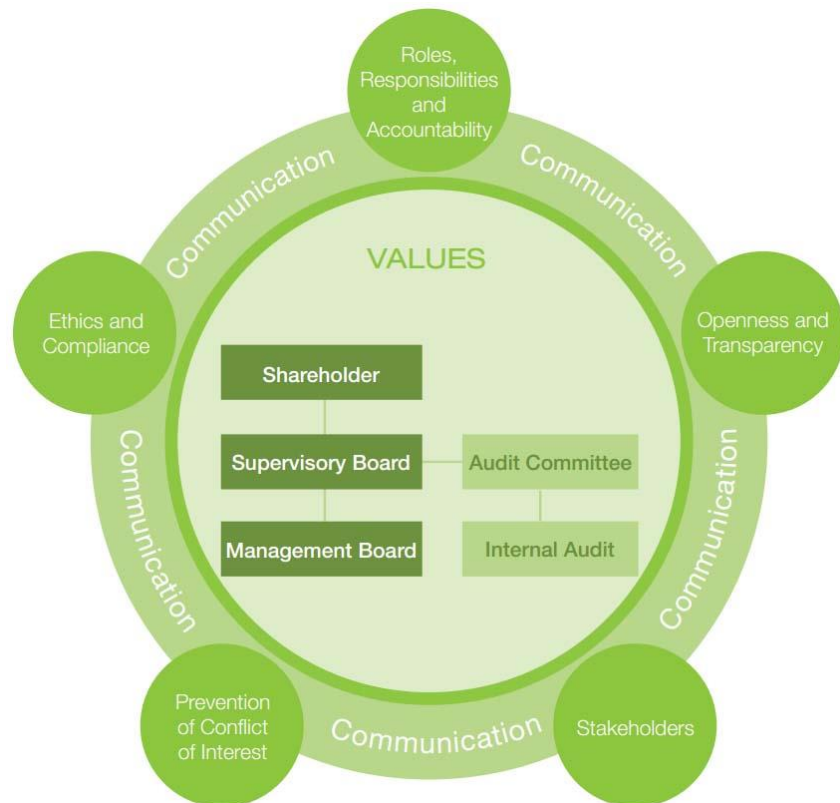 Roles,
Responsibilities
and
Accountability
Communication
Communication
VALUES
Ethics and
Compliance
Openness and
Transparency
Shareholder
Supervisory Board
Audit Committee
Management Board
Internal Audit
Communication
Communication
Prevention
of Conflict
of Interest
Communication
Stakeholders